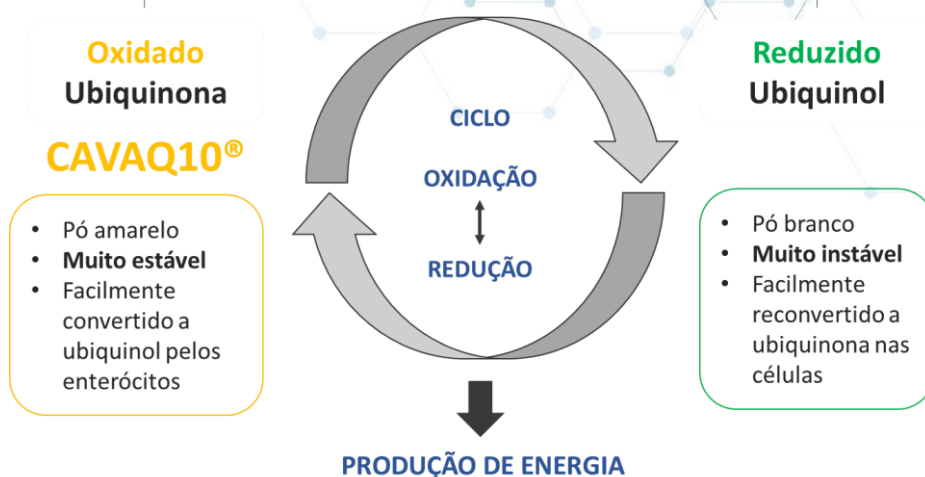 Oxidado
Ubiquinona
CAVAQ10®
• Pó amarelo
• Muito estável
• Facilmente
convertido a
ubiquinol pelos
enterócitos
CICLO
OXIDAÇÃO
REDUÇÃO
Reduzido
Ubiquinol
• Pó branco
• Muito instável
• Facilmente
reconvertido a
ubiquinona nas
células
PRODUÇÃO DE ENERGIA